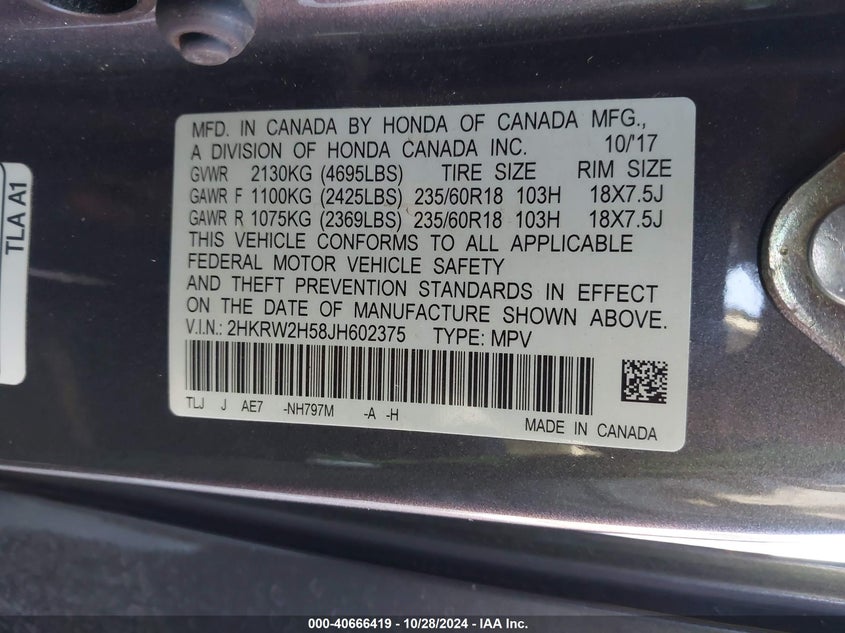 MFD. IN CANADA BY HONDA OF CANADA MFG.,
A DIVISION OF HONDA CANADA INC. 10/'17
GVWR 2130KG (4695LBS) TIRE SIZE RIM SIZE
GAWR F 1100KG (2425LBS) 235/60R18 103H 18X7.5J
GAWR R 1075KG (2369LBS) 235/60R18 103H 18X7.5J
THIS VEHICLE CONFORMS TO ALL APPLICABLE
FEDERAL MOTOR VEHICLE SAFETY
AND THEFT PREVENTION STANDARDS IN EFFECT
ON THE DATE OF MANUFACTURE SHOWN ABOVE.
V.I.N.: 2HKRW2H58JH602375 TYPE: MPV
TLJ J AE7 -NH797M -A -H
MADE IN CANADA
TLA A1
000-40666419 - 10/28/2024 - IAA Inc.